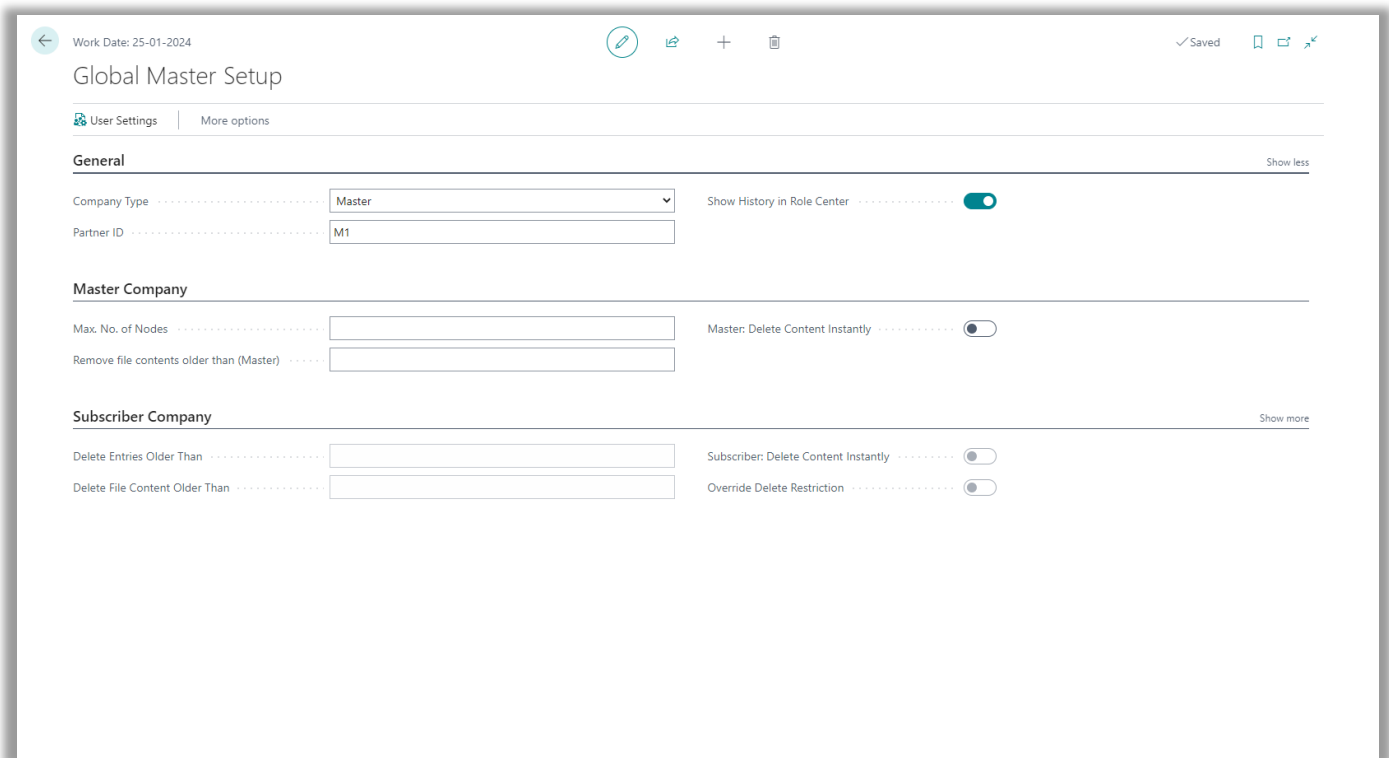 Work Date: 25-01-2024
Saved
Global Master Setup
User Settings
More options
General
Show less
Company Type
Master
Show History in Role Center
Partner ID
M1
Master Company
Max. No. of Nodes
Master: Delete Content Instantly
Remove file contents older than (Master)
Subscriber Company
Show more
Delete Entries Older Than
Subscriber: Delete Content Instantly
Delete File Content Older Than
Override Delete Restriction